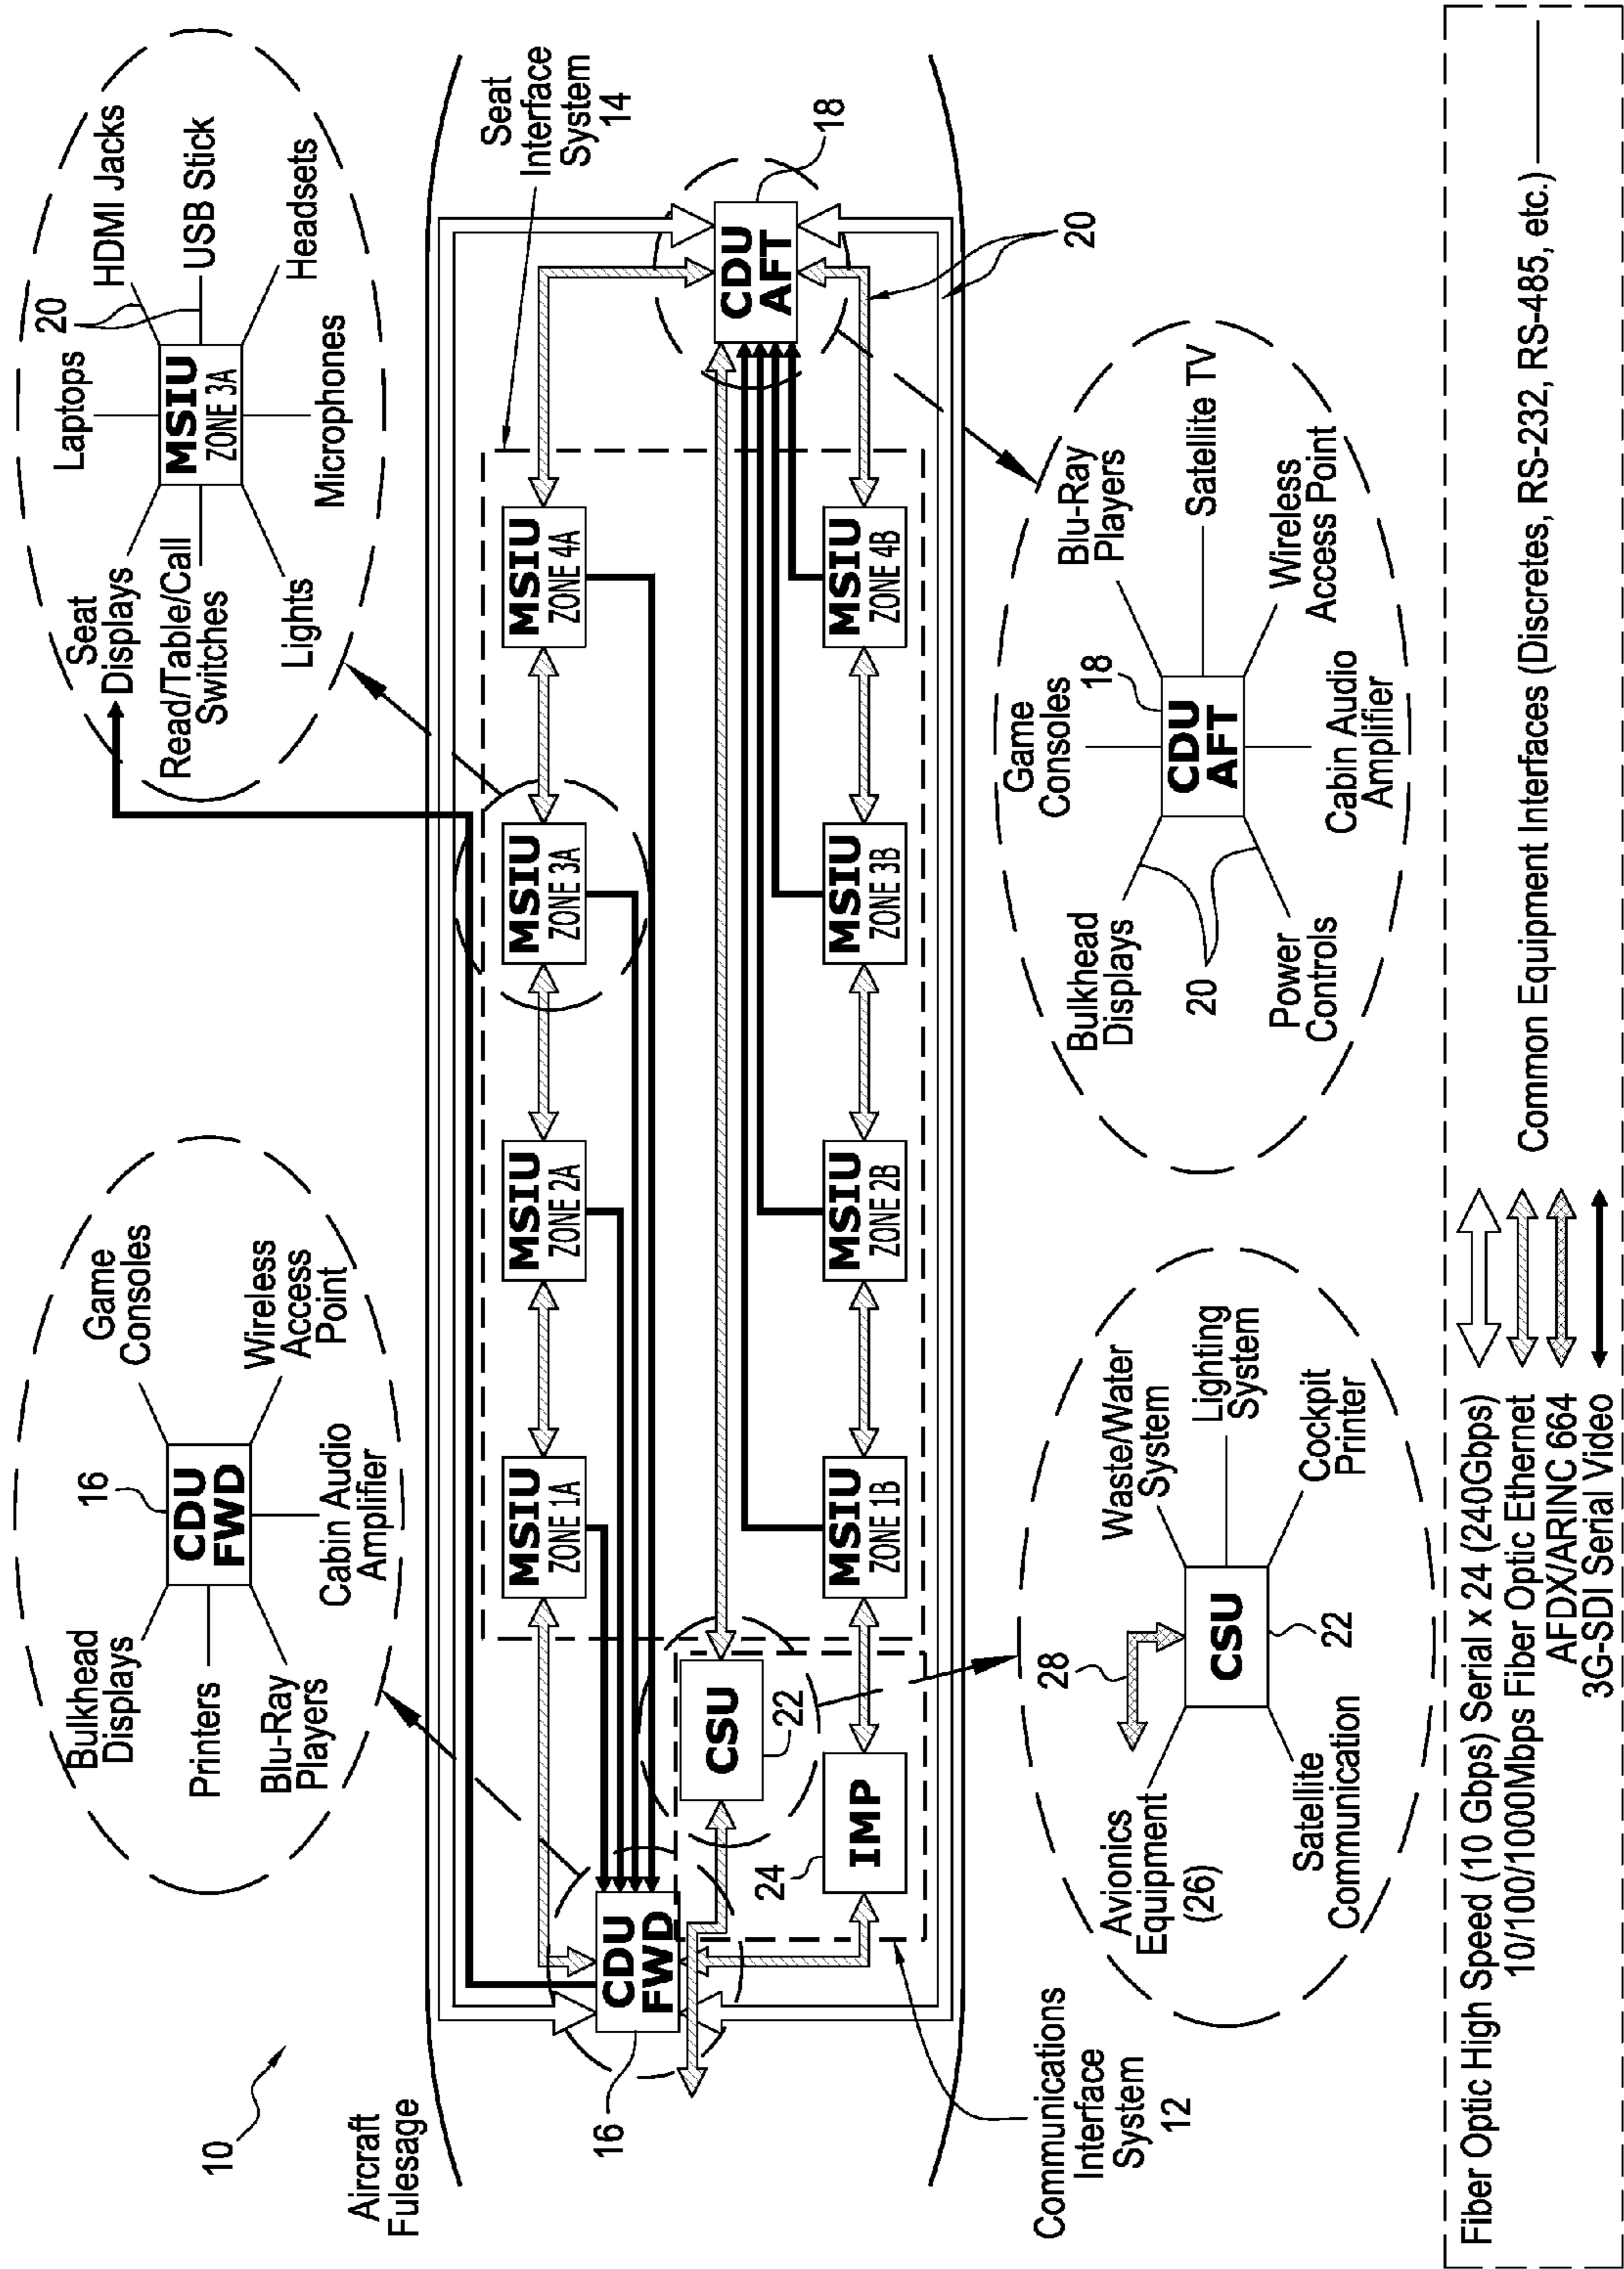 10
Aircraft
Fulesage
Bulkhead
Displays
16
Game
Consoles
Printers
CDU
FWD
Wireless
Access
Point
Blu-Ray
Players
Cabin Audio
Amplifier
Seat
Displays
Laptops
20
HDMI Jacks
Read/Table/Call
Switches
MSIU
ZONE 3A
USB Stick
Lights
Microphones
Headsets
Seat
Interface
System
14
MSIU
ZONE 1A
MSIU
ZONE 2A
MSIU
ZONE 3A
MSIU
ZONE 4A
16
CDU
FWD
CSU
22
CDU
AFT
18
24
IMP
MSIU
ZONE 1B
MSIU
ZONE 2B
MSIU
ZONE 3B
MSIU
ZONE 4B
20
Communications
Interface
System
12
Avionics
Equipment
(26)
28
Waste/Water
System
CSU
22
Lighting
System
Satellite
Communication
Cockpit
Printer
Bulkhead
Displays
Game
Consoles
18
Blu-Ray
Players
20
CDU
AFT
Satellite TV
Power
Controls
Cabin Audio
Amplifier
Wireless
Access Point
Fiber Optic High Speed (10 Gbps) Serial x 24 (240Gbps)
10/100/1000Mbps Fiber Optic Ethernet
AFDX/ARINC 664
3G-SDI Serial Video
Common Equipment Interfaces (Discretes, RS-232, RS-485, etc.)